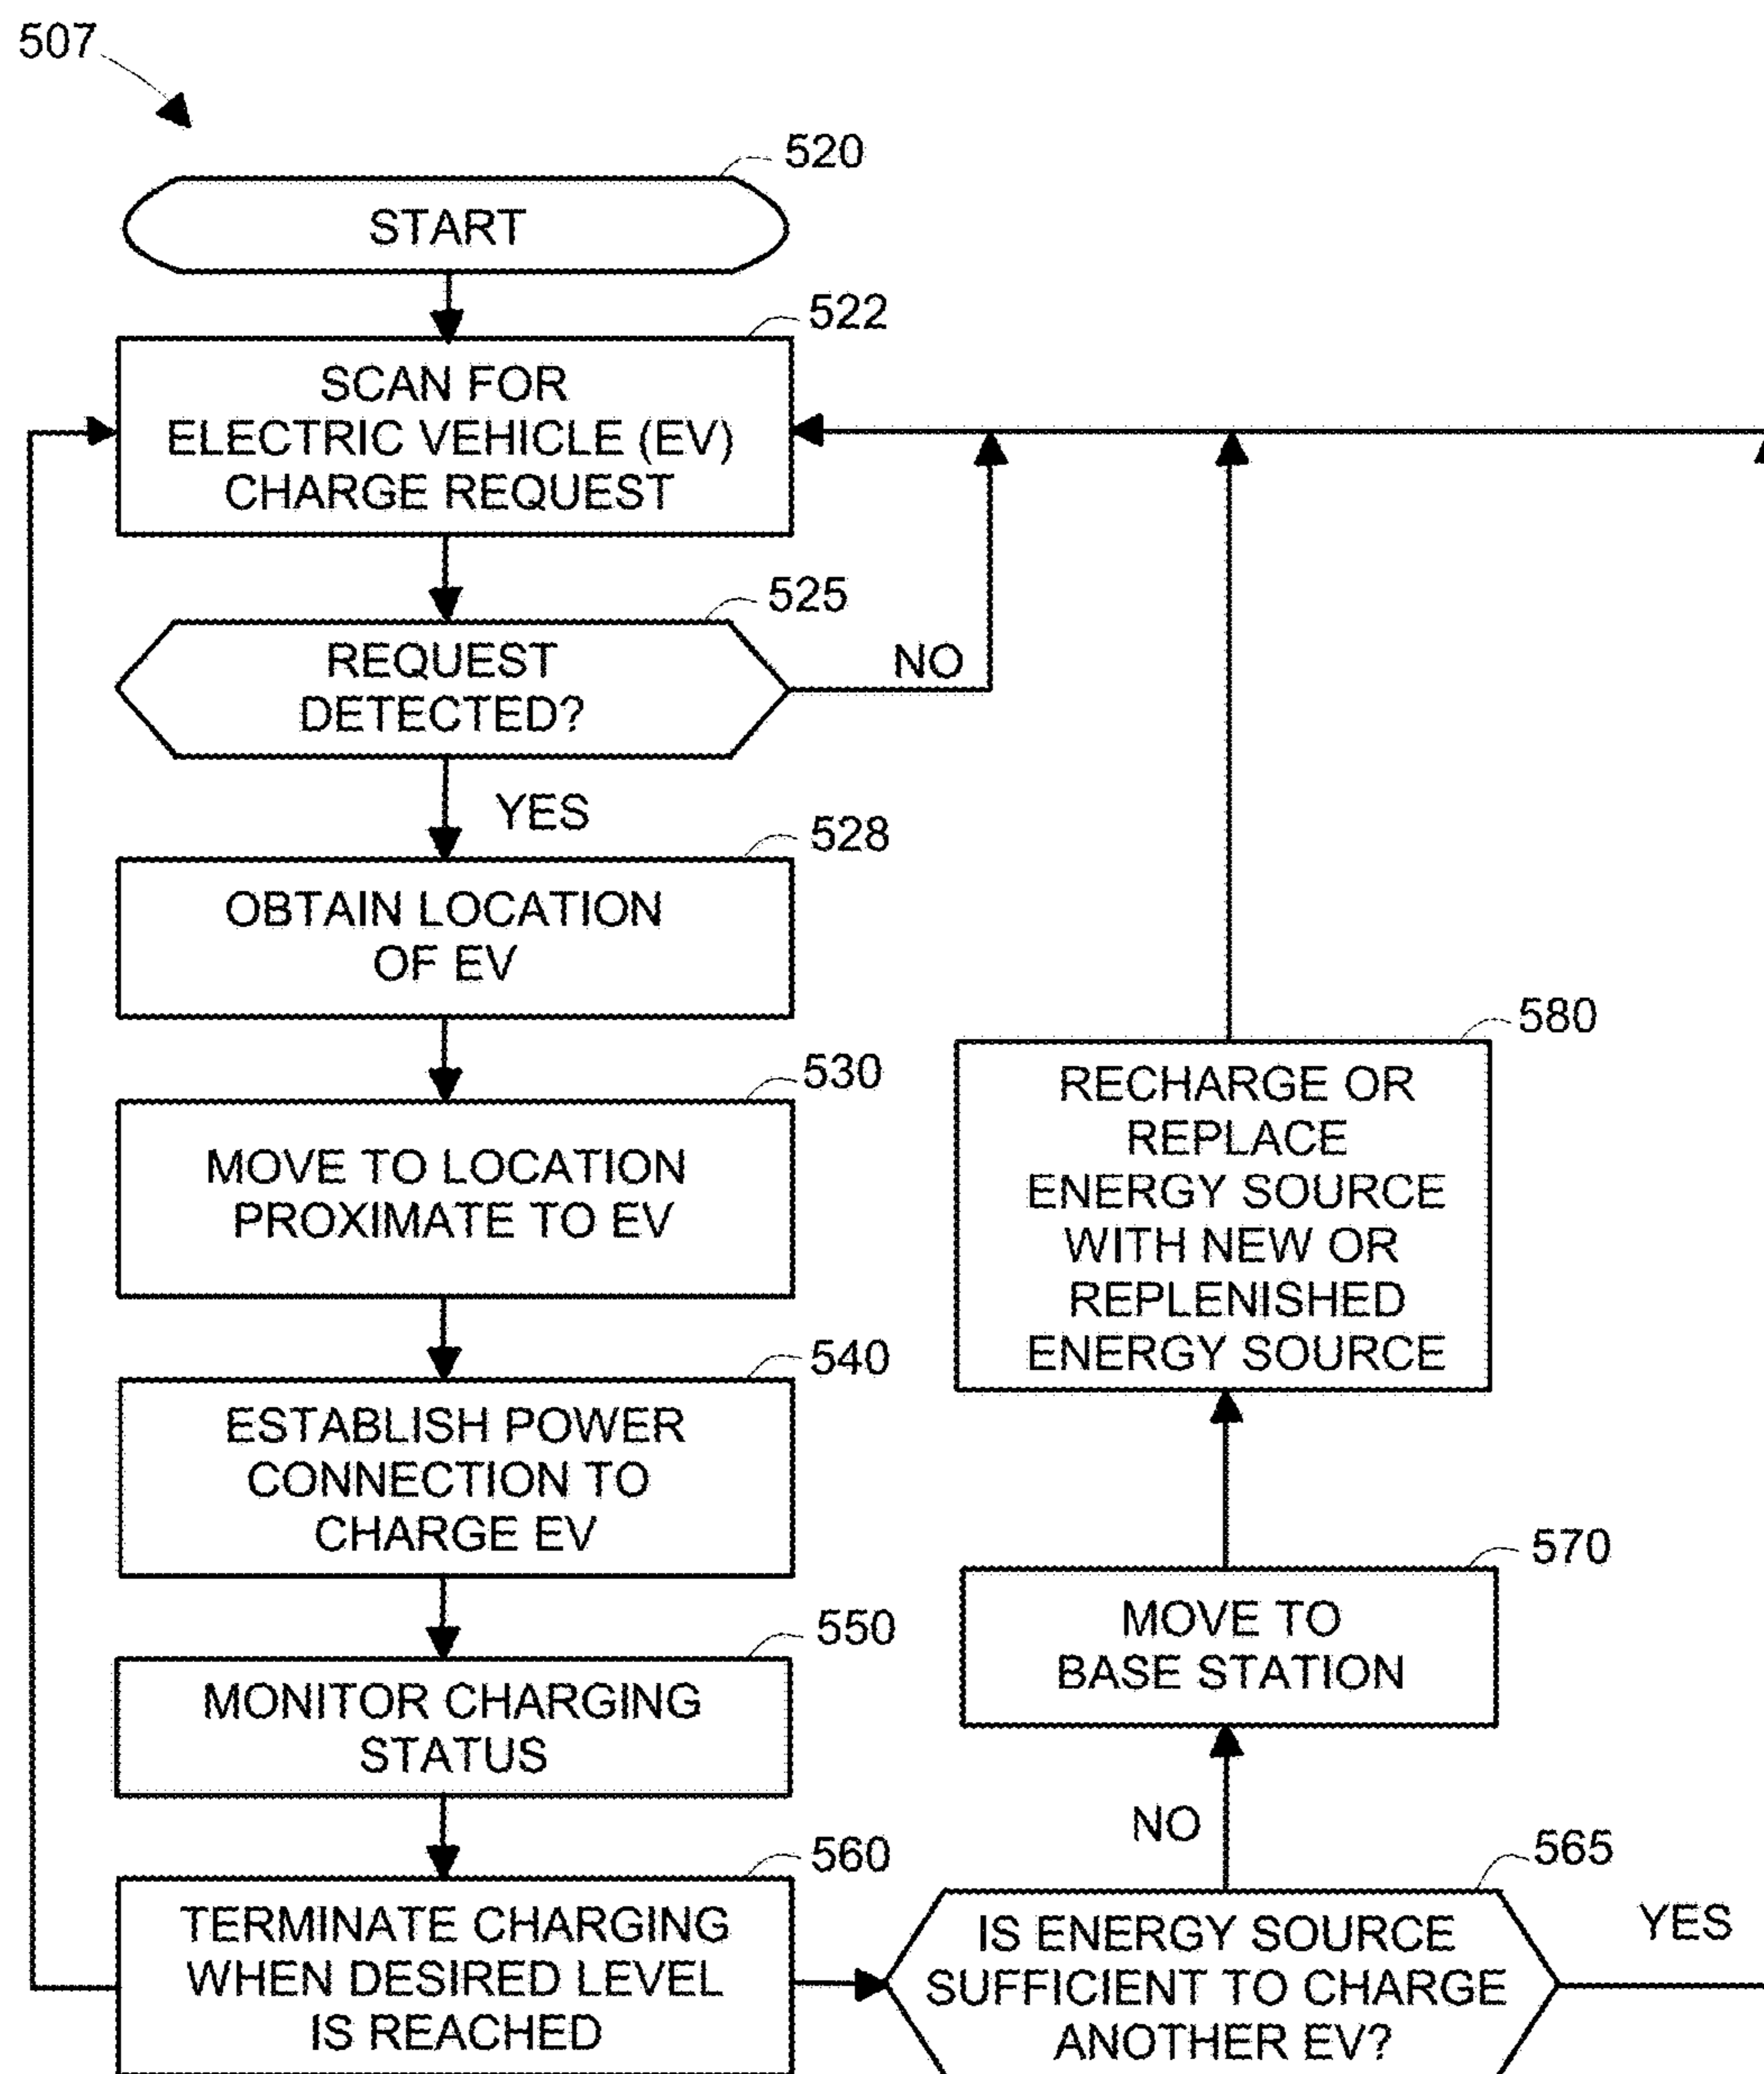 507
520
START
522
SCAN FOR
ELECTRIC VEHICLE (EV)
CHARGE REQUEST
525
REQUEST
DETECTED?
NO
YES
528
OBTAIN LOCATION
OF EV
530
MOVE TO LOCATION
PROXIMATE TO EV
540
ESTABLISH POWER
CONNECTION TO
CHARGE EV
550
MONITOR CHARGING
STATUS
560
TERMINATE CHARGING
WHEN DESIRED LEVEL
IS REACHED
565
IS ENERGY SOURCE
SUFFICIENT TO CHARGE
ANOTHER EV?
YES
NO
570
MOVE TO
BASE STATION
580
RECHARGE OR
REPLACE
ENERGY SOURCE
WITH NEW OR
REPLENISHED
ENERGY SOURCE